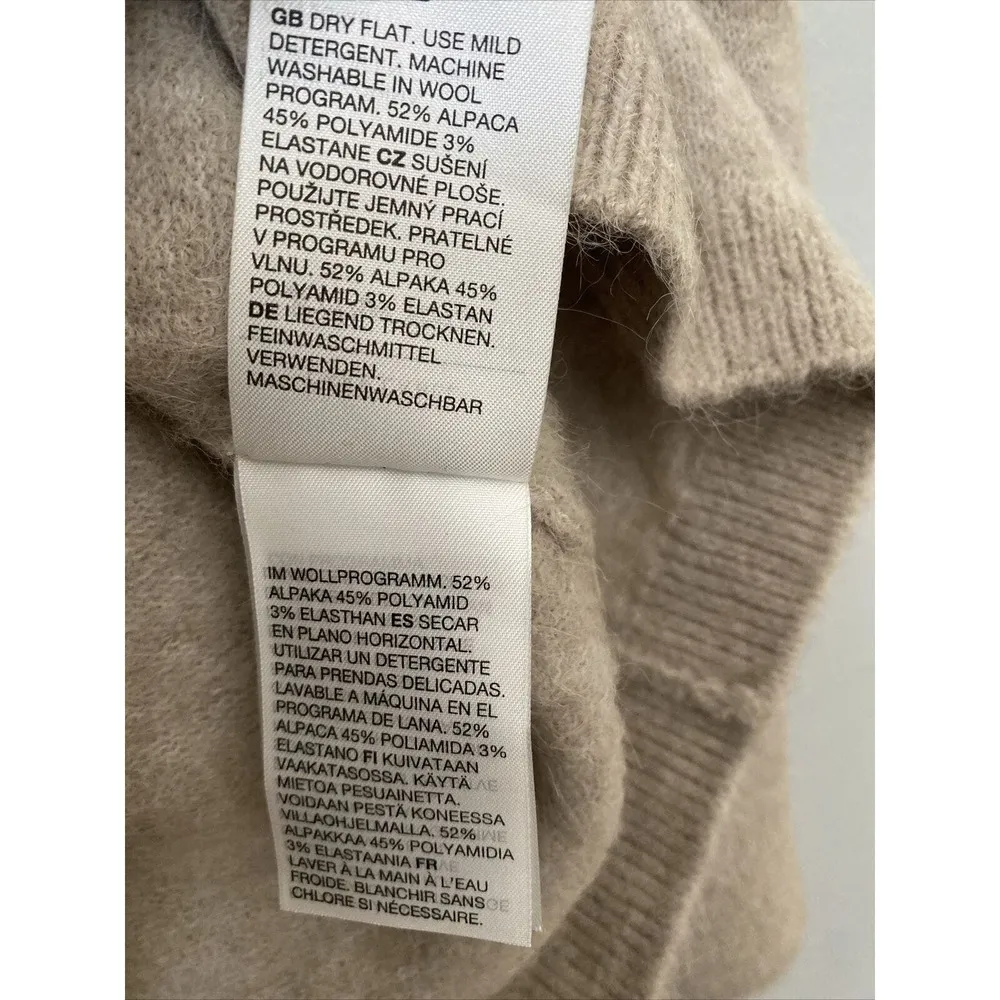 GB DRY FLAT. USE MILD
DETERGENT. MACHINE
WASHABLE IN WOOL
PROGRAM. 52% ALPACA
45% POLYAMIDE 3%
ELASTANE CZ SUŠENÍ
NA VODOROVNÉ PLOŠE.
POUŽIJTE JEMNÝ PRACÍ
PROSTŘEDEK. PRATELNÉ
V PROGRAMU PRO
VLNU. 52% ALPAKA 45%
POLYAMID 3% ELASTAN
DE LIEGEND TROCKNEN.
FEINWASCHMITTEL
VERWENDEN.
MASCHINENWASCHBAR
IM WOLLPROGRAMM. 52%
ALPAKA 45% POLYAMID
3% ELASTHAN ES SECAR
EN PLANO HORIZONTAL.
UTILIZAR UN DETERGENTE
PARA PRENDAS DELICADAS.
LAVABLE A MÁQUINA EN EL
PROGRAMA DE LANA. 52%
ALPACA 45% POLIAMIDA 3%
ELASTANO FI KUIVATAAN
VAAKATASOSSA. KÄYTÄ
MIETOA PESUAINETTA.
VOIDAAN PESTÄ KONEESSA
VILLAOHJELMALLA. 52%
ALPAKKAA 45% POLYAMIDIA
3% ELASTAANIA FR
LAVER À LA MAIN À L'EAU
FROIDE. BLANCHIR SANS
CHLORE SI NÉCESSAIRE.